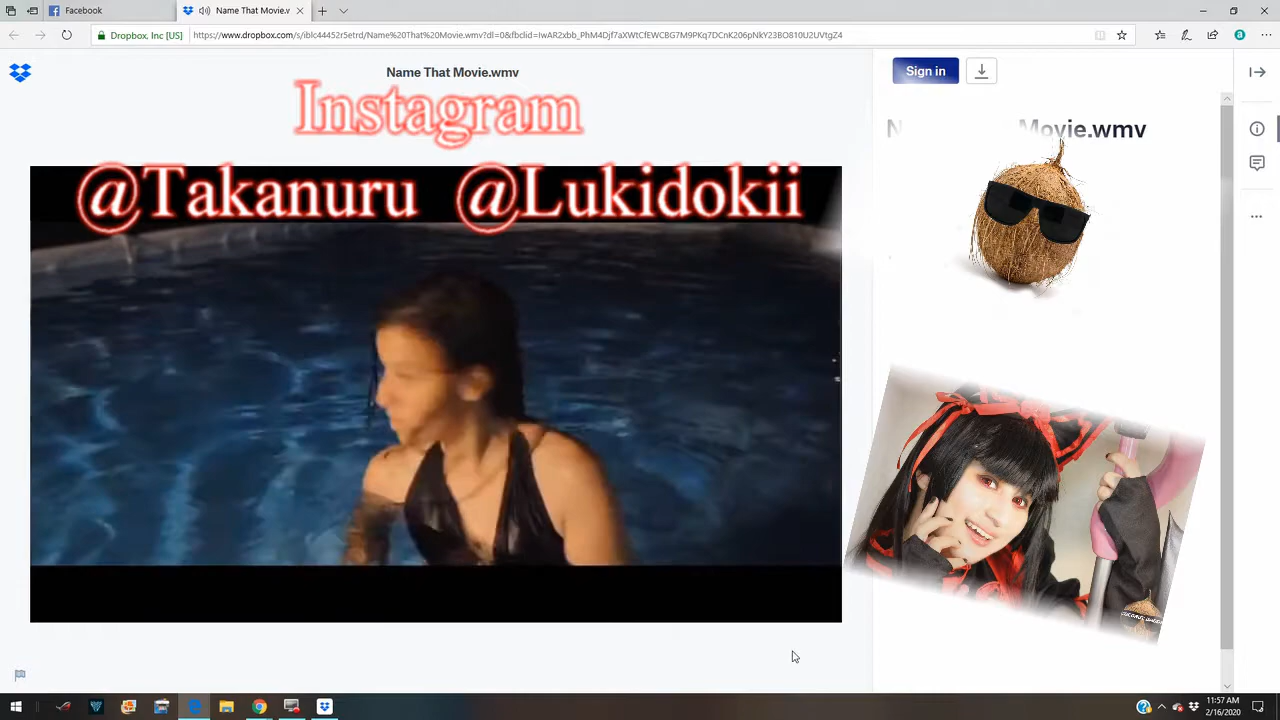 Facebook
Name That Movie.v
Dropbox, Inc [US]
https://www.dropbox.com/s/iblc44452r5etrd/Name%20That%20Movie.wmv?dl=0&fbclid=IwAR2xbb_PhM4Djf7aXWtCfEWCBG7M9PKq7DCnK206pNkY23BO810U2UVtgZ4
Name That Movie.wmv
Sign in
Instagram
Movie.wmv
@Takanuru @Lukidokii
11:57 AM
2/16/2020